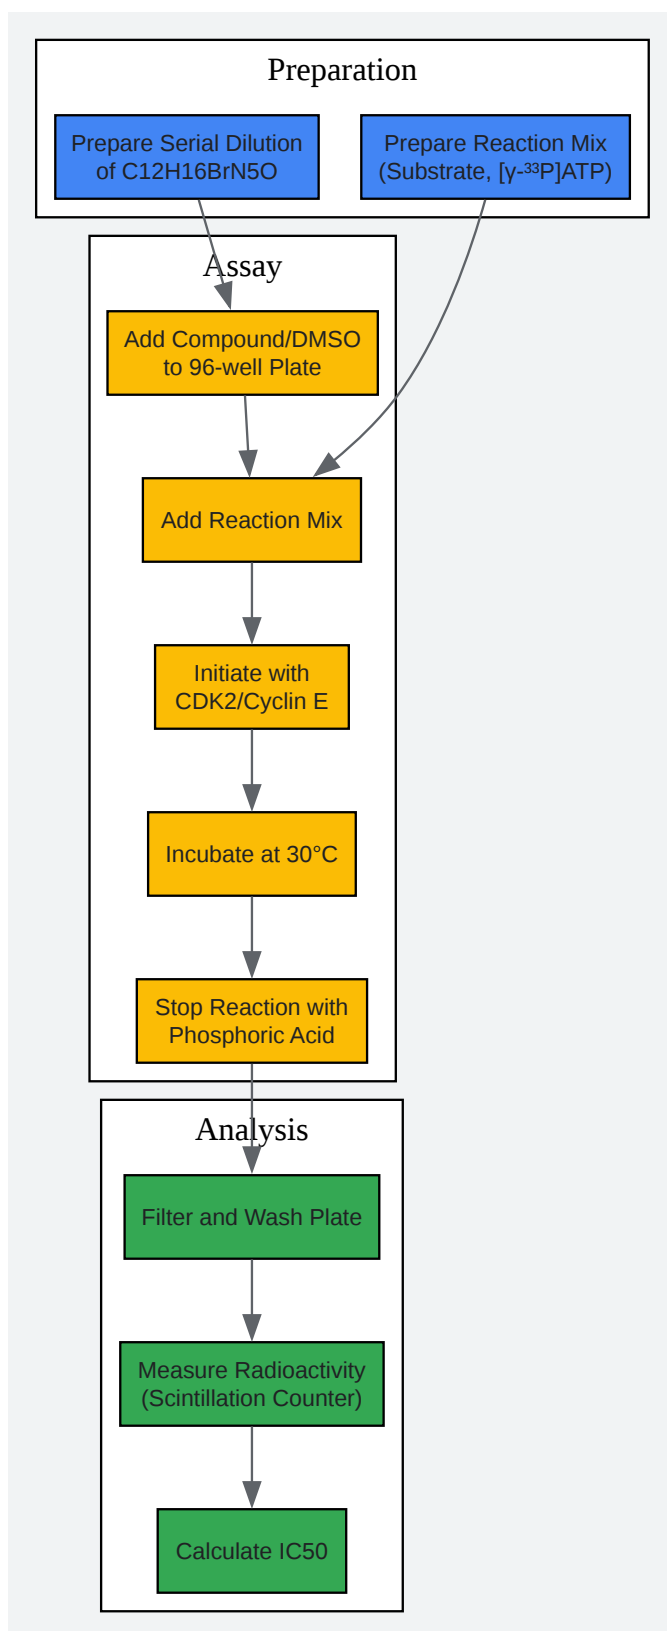 Preparation
Prepare Serial Dilution
of C12H16BrN5O
Prepare Reaction Mix
(Substrate, [γ-³³P]ATP)
Assay
Add Compound/DMSO
to 96-well Plate
Add Reaction Mix
Initiate with
CDK2/Cyclin E
Incubate at 30°C
Stop Reaction with
Phosphoric Acid
Analysis
Filter and Wash Plate
Measure Radioactivity
(Scintillation Counter)
Calculate IC50